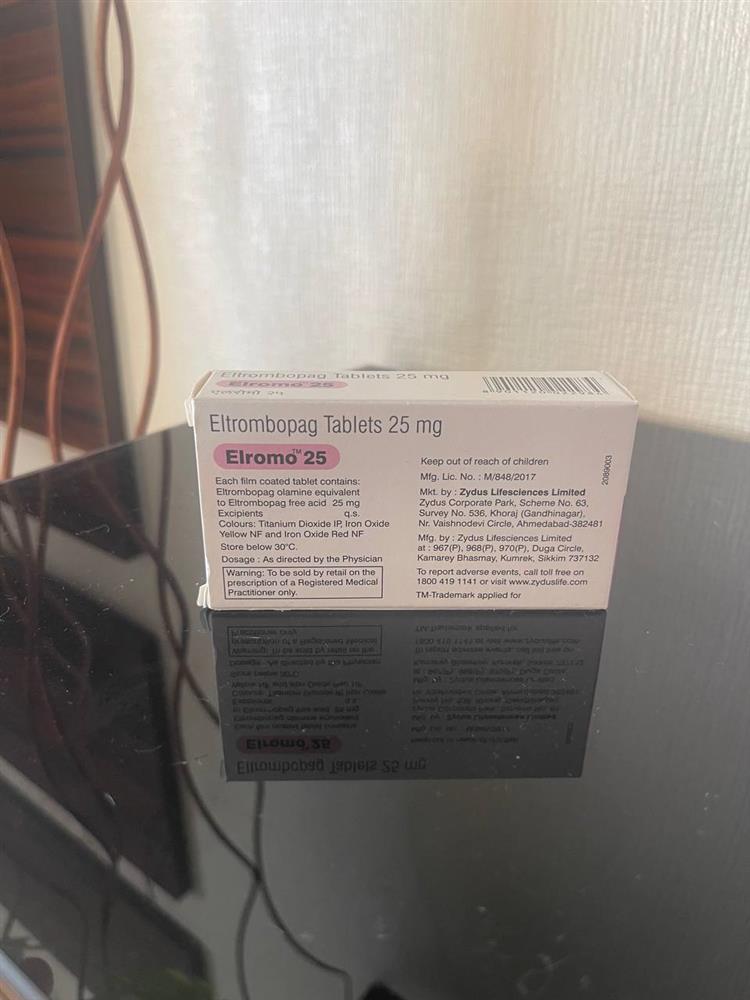 Eltrombopag Tablets 25 mg
Elromo 25
एलरोमो २५
Eltrombopag Tablets 25 mg
Elromo™ 25
Each film coated tablet contains:
Eltrombopag olamine equivalent
to Eltrombopag free acid 25 mg
Excipients q.s.
Colours: Titanium Dioxide IP, Iron Oxide
Yellow NF and Iron Oxide Red NF
Store below 30°C.
Dosage : As directed by the Physician
Warning: To be sold by retail on the
prescription of a Registered Medical
Practitioner only.
Keep out of reach of children
Mfg. Lic. No. : M/848/2017
Mkt. by : Zydus Lifesciences Limited
Zydus Corporate Park, Scheme No. 63,
Survey No. 536, Khoraj (Gandhinagar),
Nr. Vaishnodevi Circle, Ahmedabad-382481
Mfg. by : Zydus Lifesciences Limited
at : 967(P), 968(P), 970(P), Duga Circle,
Kamarey Bhasmay, Kumrek, Sikkim 737132
To report adverse events, call toll free on
1800 419 1141 or visit www.zyduslife.com
TM-Trademark applied for
2089003